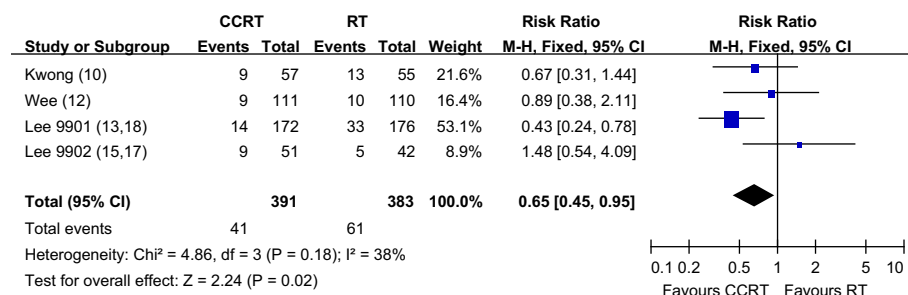 CCRT RT Risk Ratio Risk Ratio
Study or Subgroup Events Total Events Total Weight M-H, Fixed, 95% CI M-H, Fixed, 95% CI
Kwong (10) 9 57 13 55 21.6% 0.67 [0.31, 1.44]
Wee (12) 9 111 10 110 16.4% 0.89 [0.38, 2.11]
Lee 9901 (13,18) 14 172 33 176 53.1% 0.43 [0.24, 0.78]
Lee 9902 (15,17) 9 51 5 42 8.9% 1.48 [0.54, 4.09]
Total (95% CI) 391 383 100.0% 0.65 [0.45, 0.95]
Total events 41 61
Heterogeneity: Chi² = 4.86, df = 3 (P = 0.18); I² = 38%
Test for overall effect: Z = 2.24 (P = 0.02)
0.1 0.2 0.5 1 2 5 10
Favours CCRT Favours RT